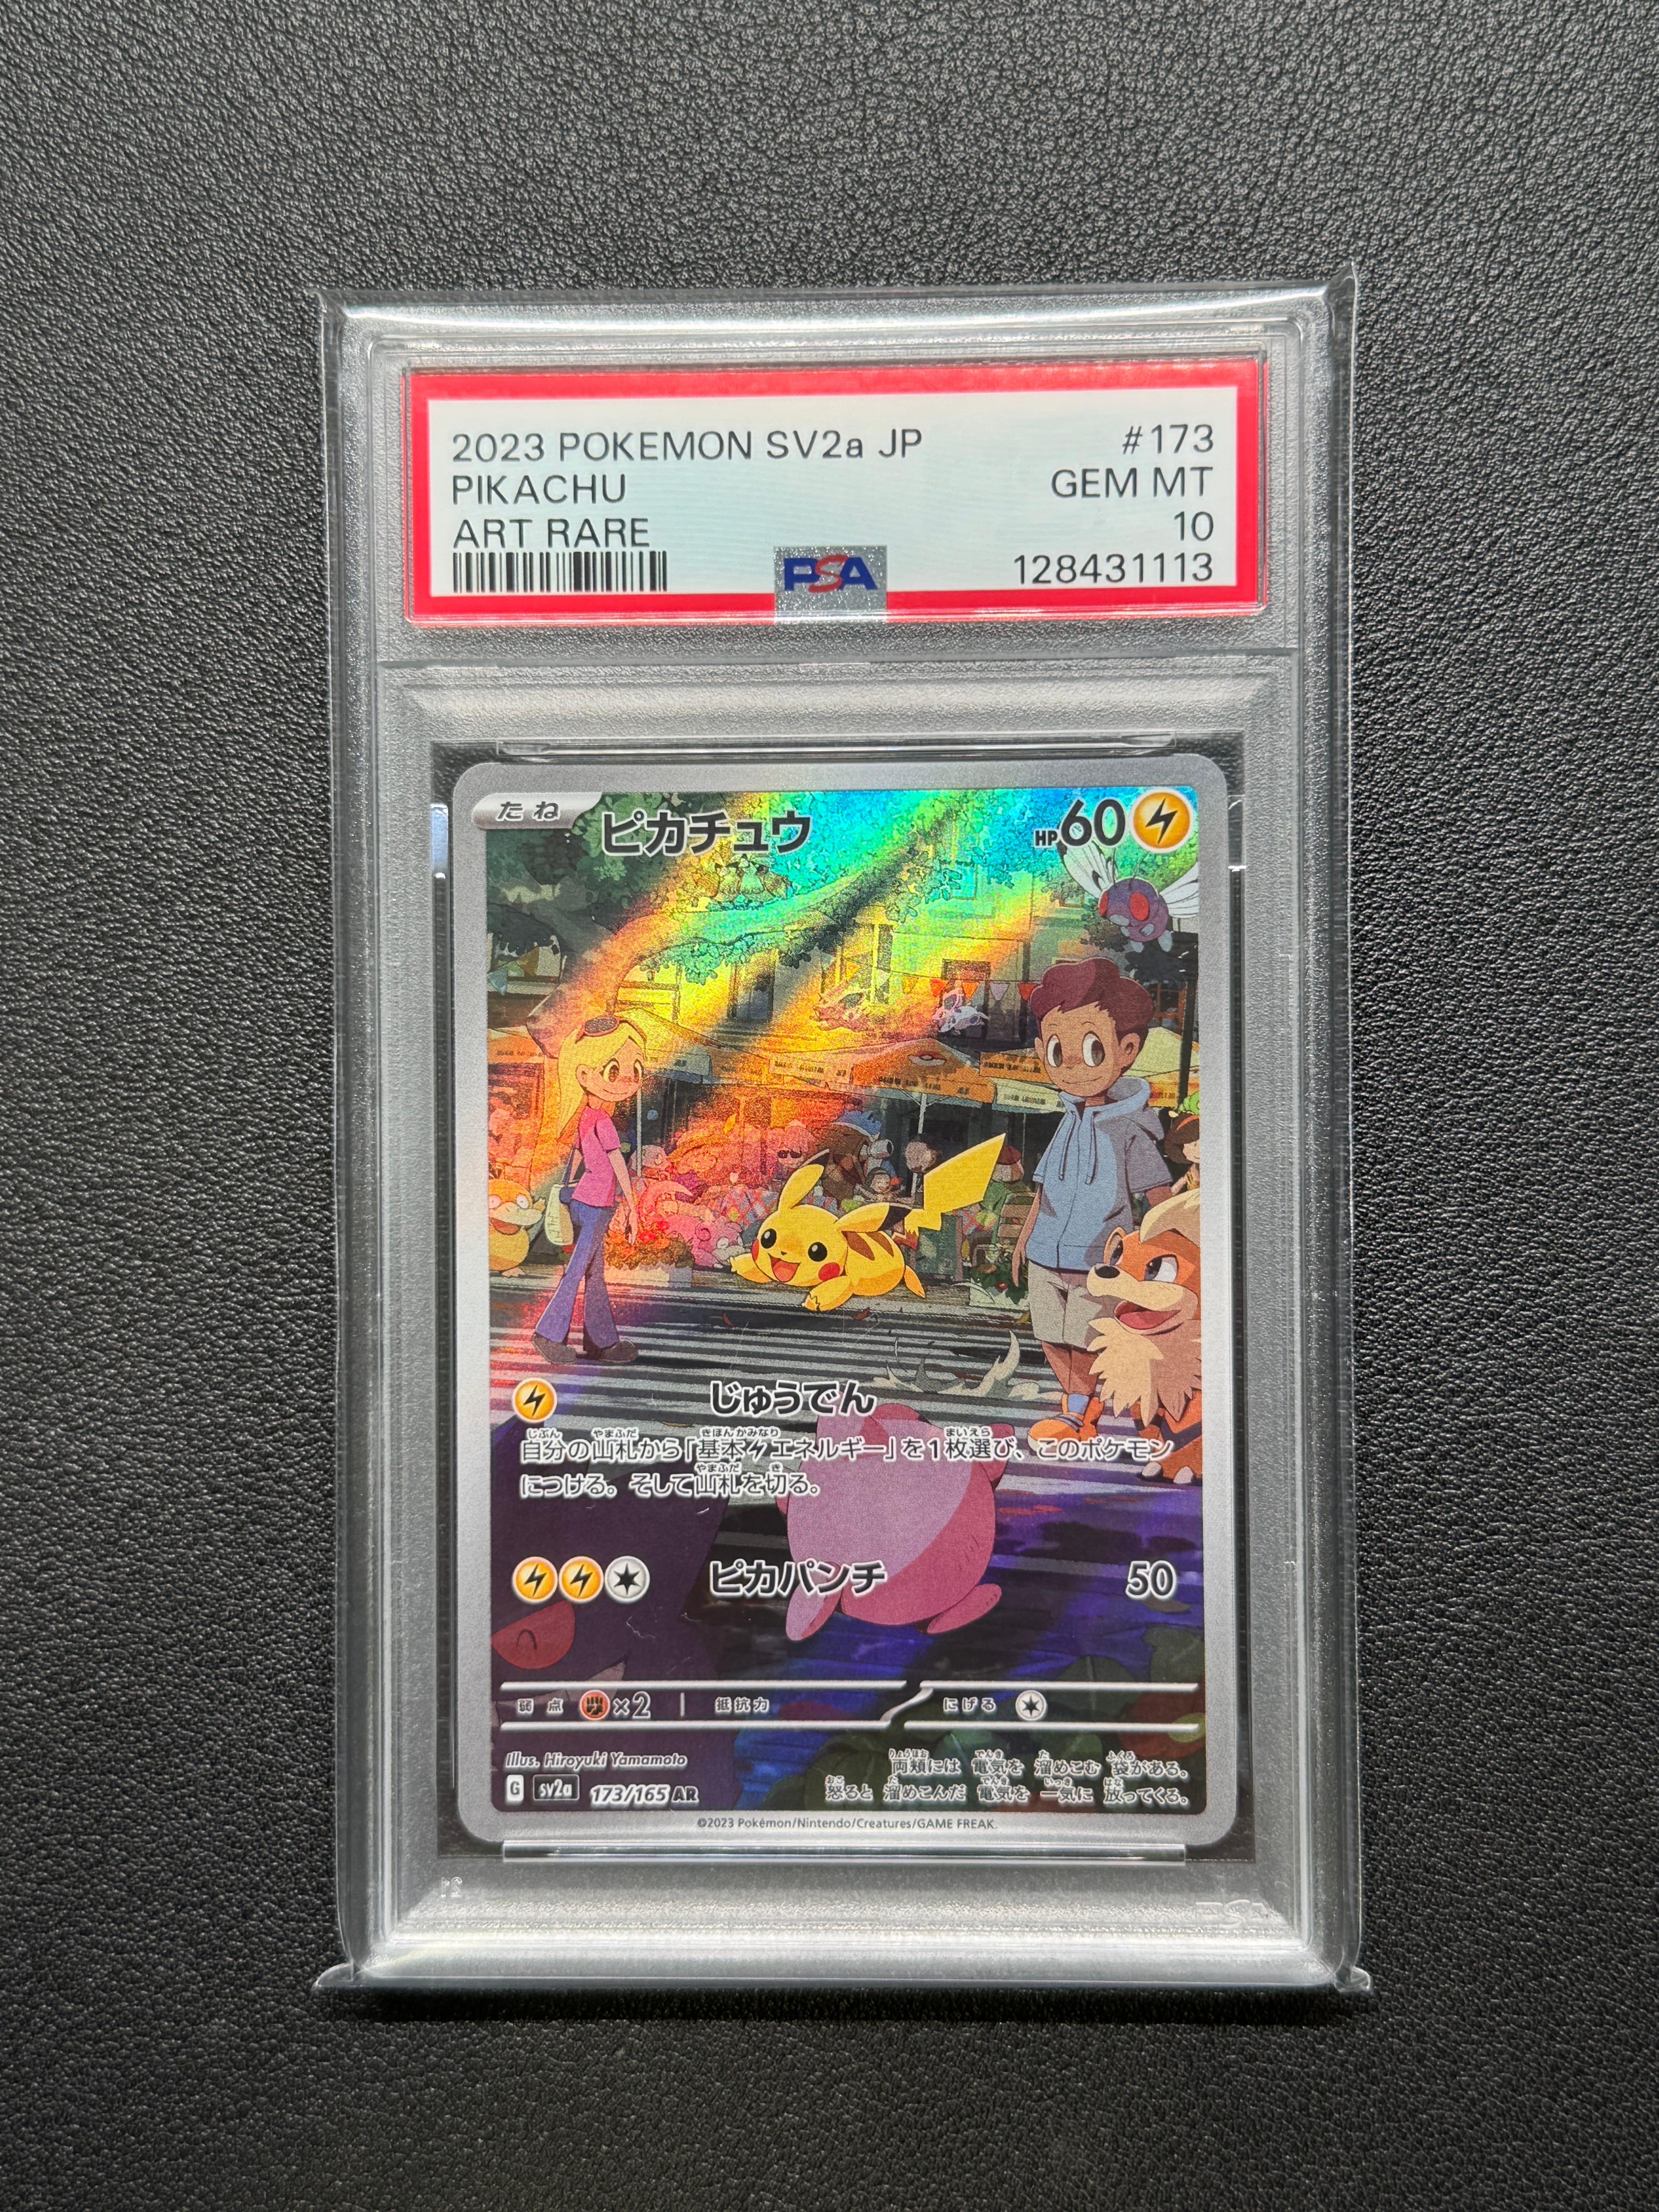 2023 POKEMON SV2a JP #173
PIKACHU GEM MT
ART RARE 10
PSA 128431113
たね ピカチュウ HP60
じゅうでん
自分の山札から「基本エネルギー」を1枚選び、このポケモン
につける。そして山札を切る。
ピカパンチ 50
弱点 ×2 抵抗力 にげる
Illus. Hiroyuki Yamamoto
両頬には 電気を 溜めこむ 袋がある。
G sv2a 173/165 AR
怒ると 溜めこんだ 電気を 一気に 放ってくる。
©2023 Pokémon/Nintendo/Creatures/GAME FREAK.